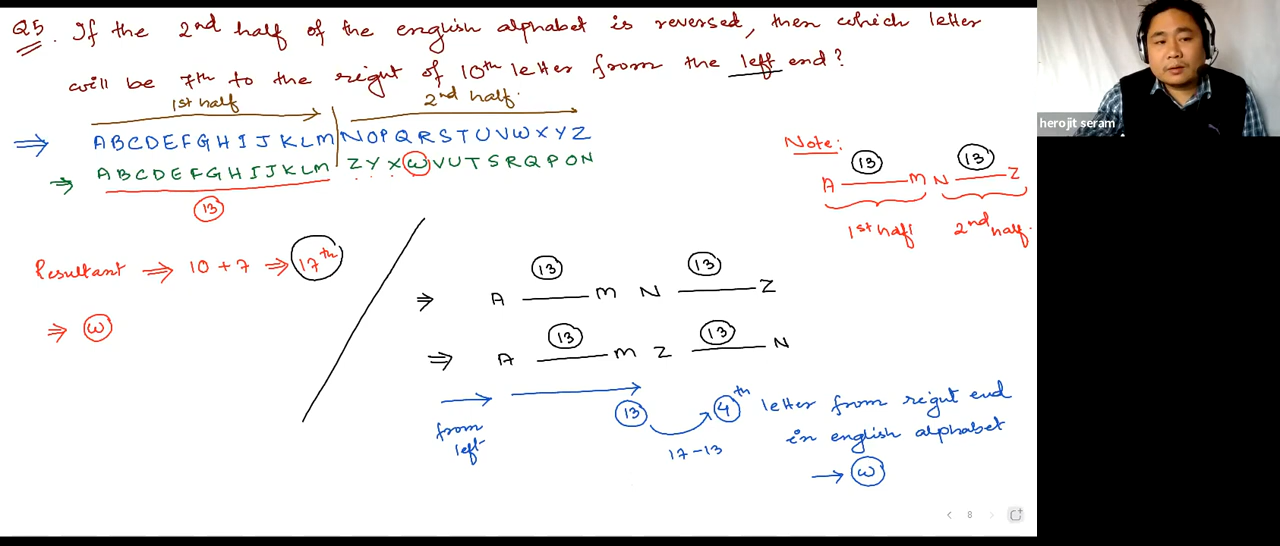 Q5. If the 2nd half of the english alphabet is reversed, then which letter
will be 7th to the right of 10th letter from the left end?
1st half 2nd half.
⇒ ABCDEFGHIJKLM NOPQRSTUVWXYZ
⇒ ABCDEFGHIJKLM ZYXWVUTSRQPON
13
Resultant ⇒ 10+7 ⇒ 17th
⇒ W
Note:
13 13
A M N Z
1st half 2nd half.
13 13
⇒ A M N Z
13 13
⇒ A M Z N
from left
13 4th letter from right end
17-13 in english alphabet
→ W
herojit seram
8